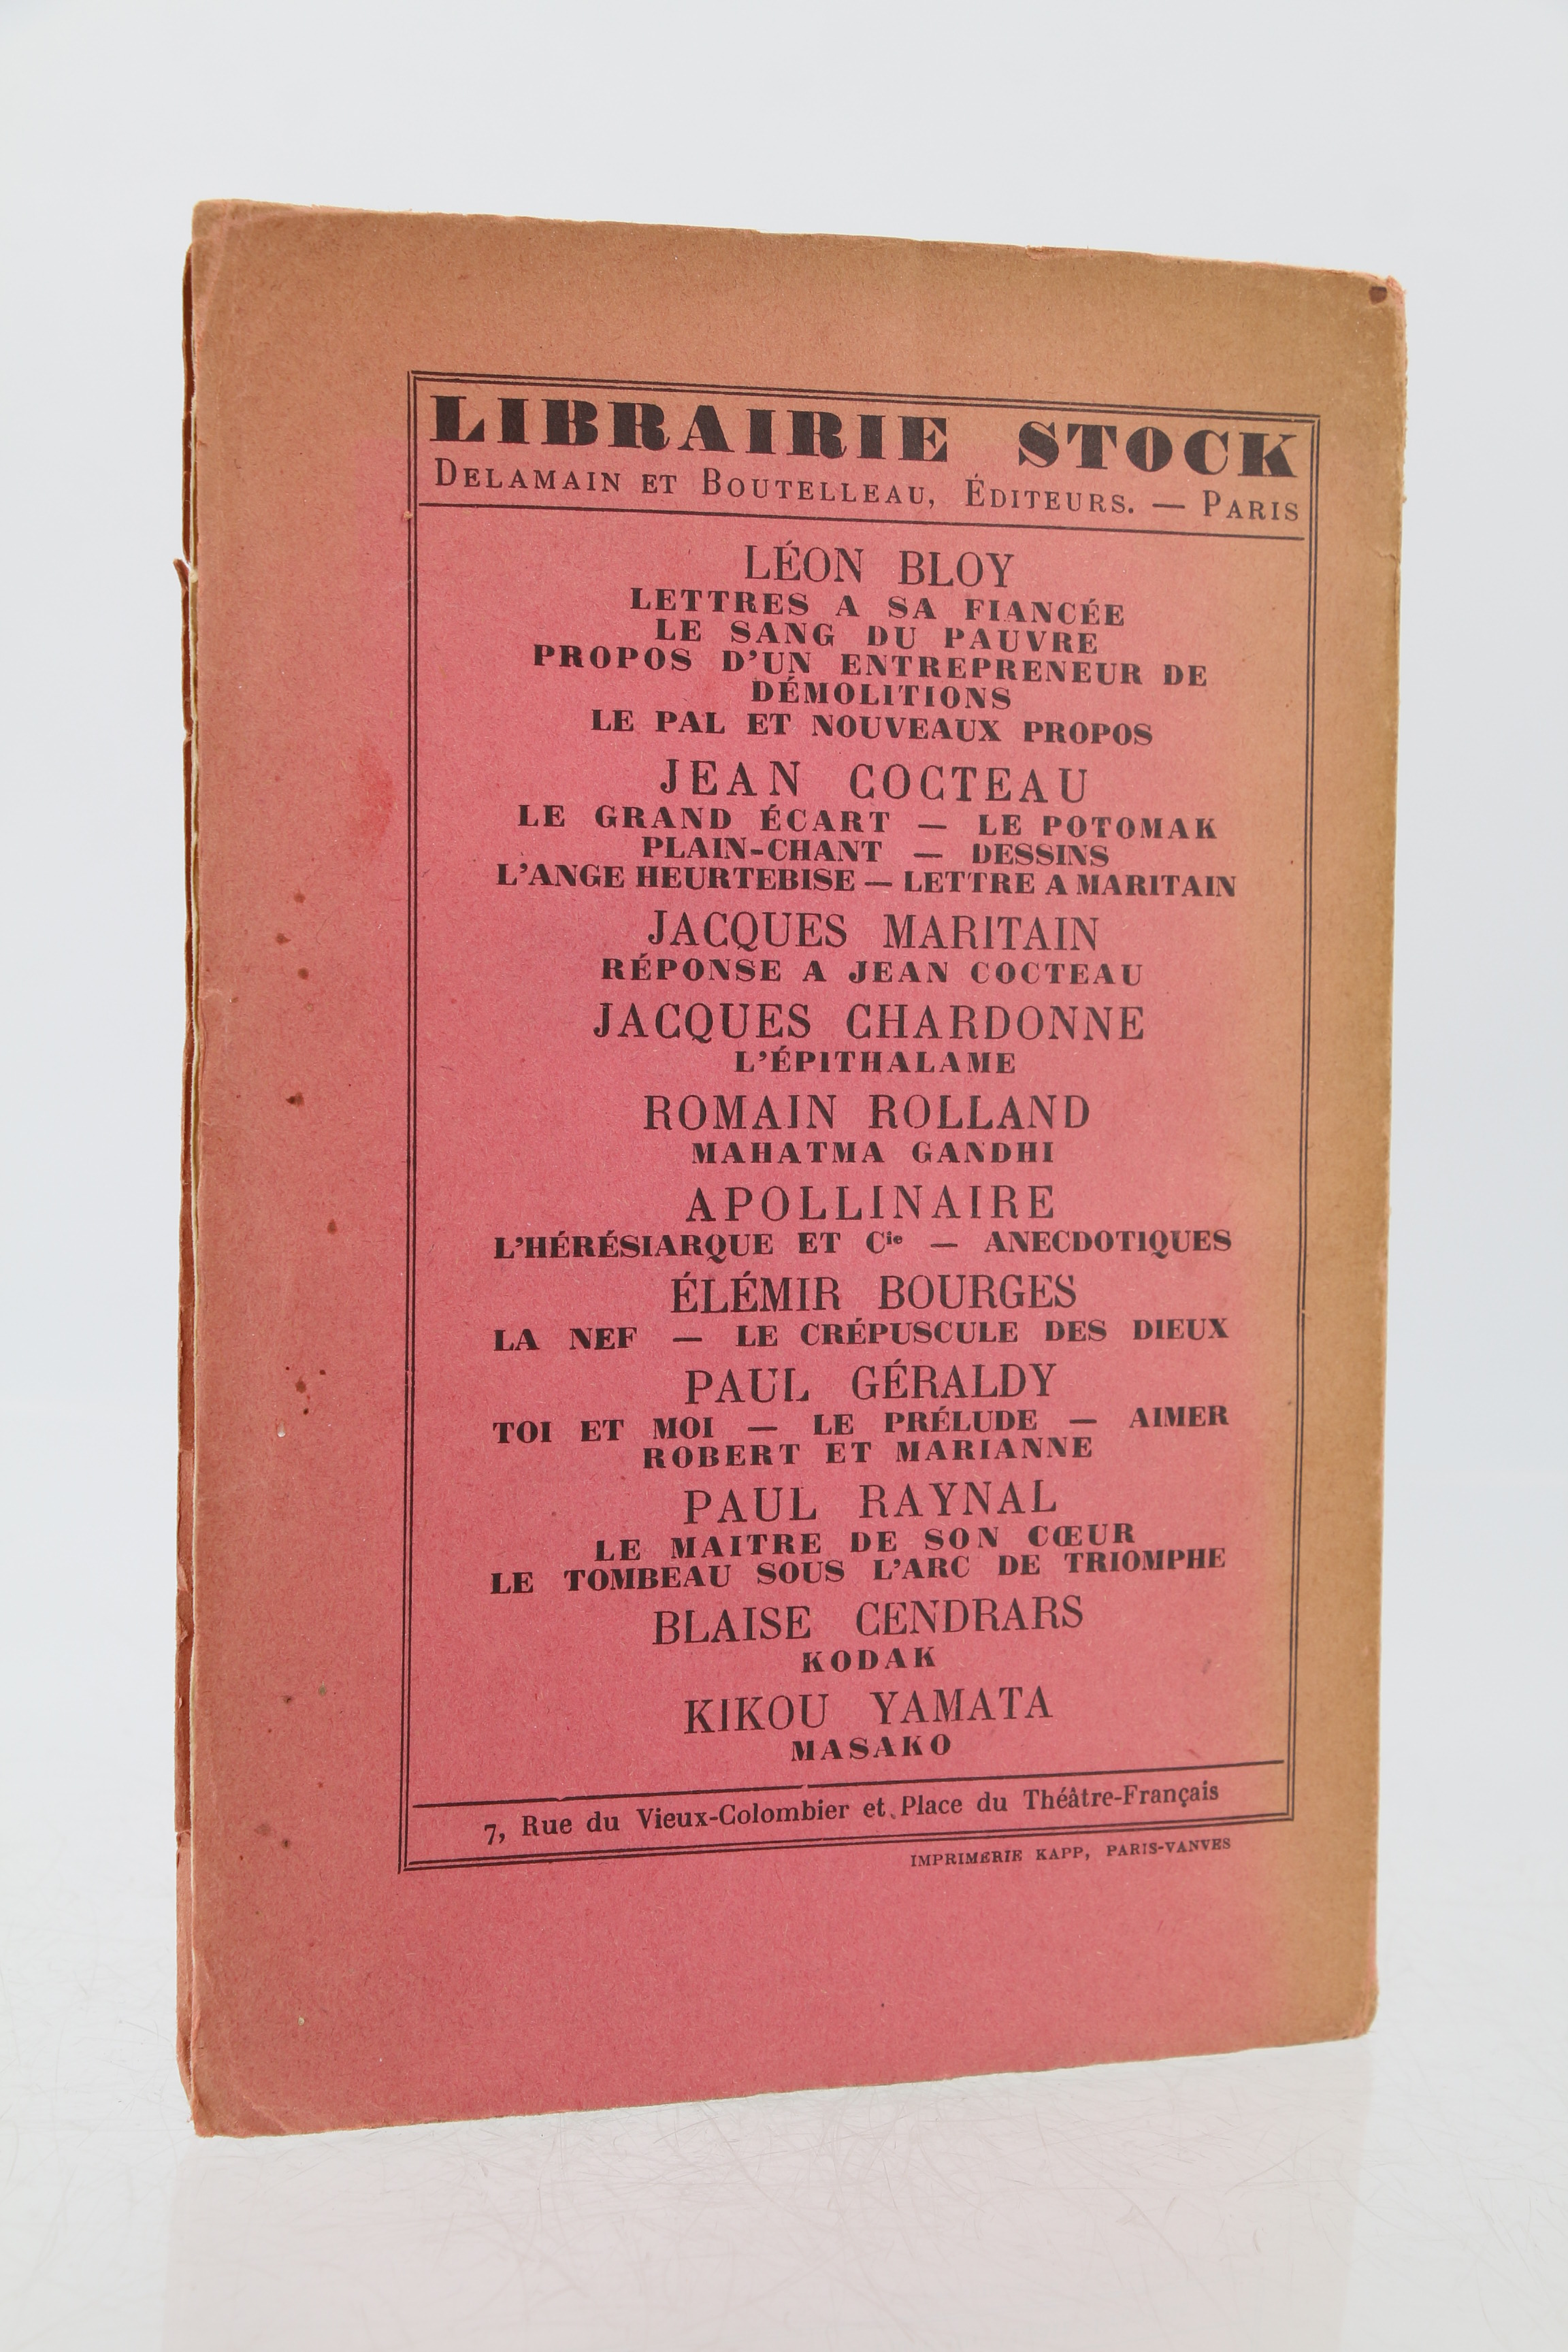 LIBRAIRIE STOCK
DELAMAIN ET BOUTELLEAU, ÉDITEURS. — PARIS
LÉON BLOY
LETTRES A SA FIANCÉE
LE SANG DU PAUVRE
PROPOS D'UN ENTREPRENEUR DE
DÉMOLITIONS
LE PAL ET NOUVEAUX PROPOS
JEAN COCTEAU
LE GRAND ÉCART — LE POTOMAK
PLAIN-CHANT — DESSINS
L'ANGE HEURTEBISE — LETTRE A MARITAIN
JACQUES MARITAIN
RÉPONSE A JEAN COCTEAU
JACQUES CHARDONNE
L'ÉPITHALAME
ROMAIN ROLLAND
MAHATMA GANDHI
APOLLINAIRE
L'HÉRÉSIARQUE ET Cie — ANECDOTIQUES
ÉLÉMIR BOURGES
LA NEF — LE CRÉPUSCULE DES DIEUX
PAUL GÉRALDY
TOI ET MOI — LE PRÉLUDE — AIMER
ROBERT ET MARIANNE
PAUL RAYNAL
LE MAITRE DE SON CŒUR
LE TOMBEAU SOUS L'ARC DE TRIOMPHE
BLAISE CENDRARS
KODAK
KIKOU YAMATA
MASAKO
7, Rue du Vieux-Colombier et Place du Théâtre-Français
IMPRIMERIE KAPP, PARIS-VANVES